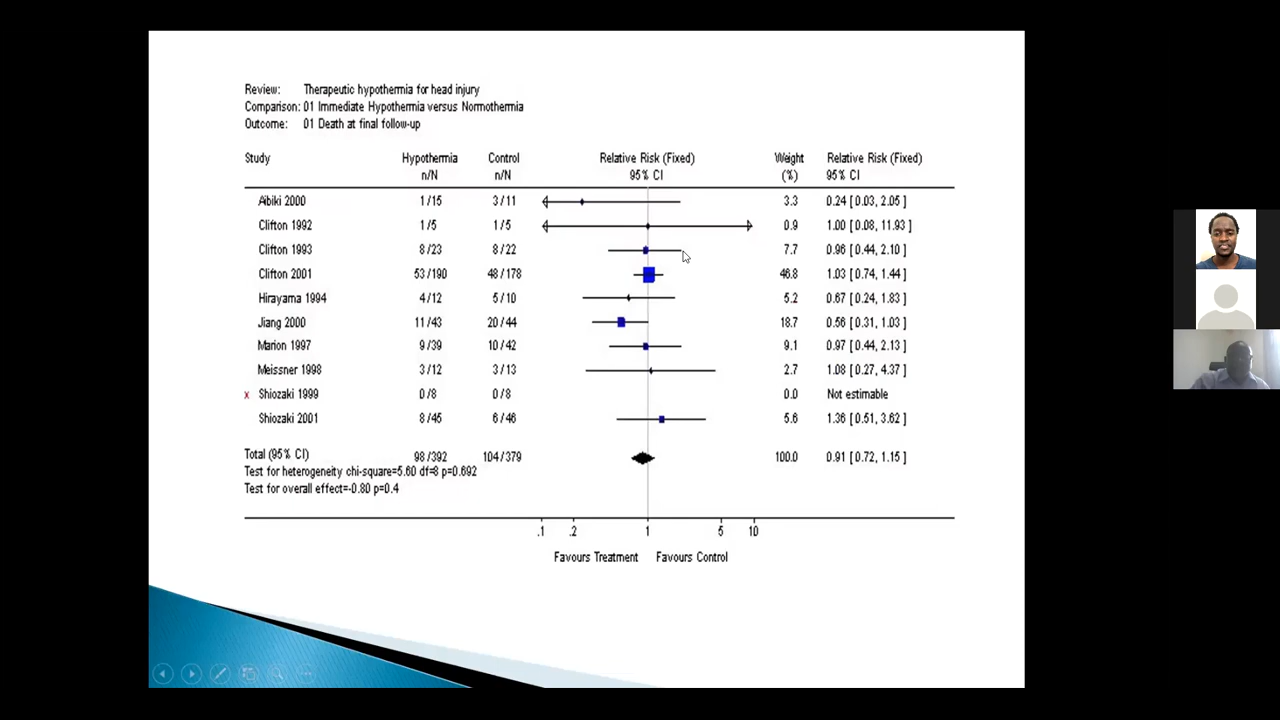 Review: Therapeutic hypothermia for head injury
Comparison: 01 Immediate Hypothermia versus Normothermia
Outcome: 01 Death at final follow-up
Study Hypothermia Control Relative Risk (Fixed) Weight Relative Risk (Fixed)
n/N n/N 95% CI (%) 95% CI
Aibiki 2000 1/15 3/11 3.3 0.24 [0.03, 2.05]
Clifton 1992 1/5 1/5 0.9 1.00 [0.08, 11.93]
Clifton 1993 8/23 8/22 7.7 0.96 [0.44, 2.10]
Clifton 2001 53/190 48/178 46.8 1.03 [0.74, 1.44]
Hirayama 1994 4/12 5/10 5.2 0.67 [0.24, 1.83]
Jiang 2000 11/43 20/44 18.7 0.56 [0.31, 1.03]
Marion 1997 9/39 10/42 9.1 0.97 [0.44, 2.13]
Meissner 1998 3/12 3/13 2.7 1.08 [0.27, 4.37]
x Shiozaki 1999 0/8 0/8 0.0 Not estimable
Shiozaki 2001 8/45 6/46 5.6 1.36 [0.51, 3.62]
Total (95% CI) 98/392 104/379 100.0 0.91 [0.72, 1.15]
Test for heterogeneity chi-square=5.60 df=8 p=0.692
Test for overall effect=-0.80 p=0.4
.1 .2 1 5 10
Favours Treatment Favours Control